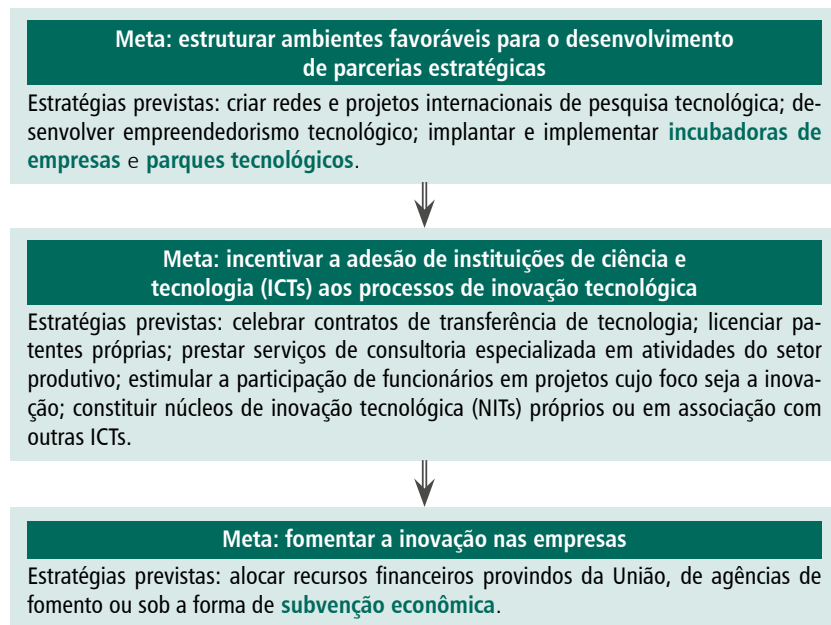 Meta: estruturar ambientes favoráveis para o desenvolvimento
de parcerias estratégicas
Estratégias previstas: criar redes e projetos internacionais de pesquisa tecnológica; de-
senvolver empreendedorismo tecnológico; implantar e implementar incubadoras de
empresas e parques tecnológicos.
Meta: incentivar a adesão de instituições de ciência e
tecnologia (ICTs) aos processos de inovação tecnológica
Estratégias previstas: celebrar contratos de transferência de tecnologia; licenciar pa-
tentes próprias; prestar serviços de consultoria especializada em atividades do setor
produtivo; estimular a participação de funcionários em projetos cujo foco seja a inova-
ção; constituir núcleos de inovação tecnológica (NITs) próprios ou em associação com
outras ICTs.
Meta: fomentar a inovação nas empresas
Estratégias previstas: alocar recursos financeiros provindos da União, de agências de
fomento ou sob a forma de subvenção econômica.